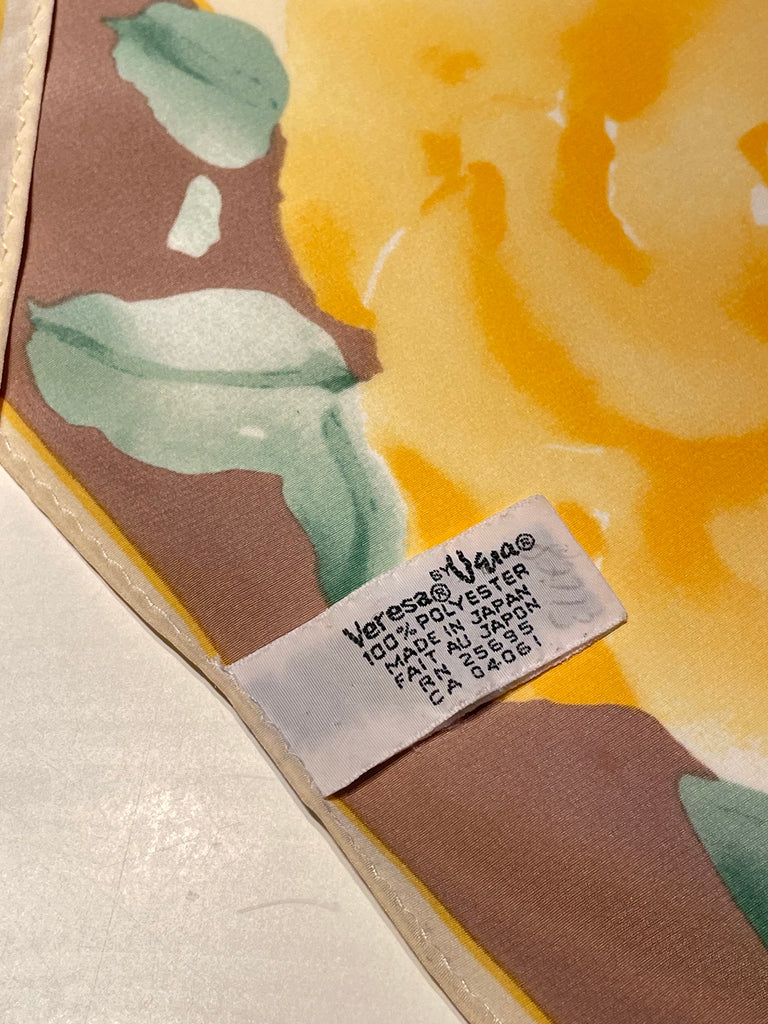 Veresa® BY Vera®
100% POLYESTER
MADE IN JAPAN
FAIT AU JAPON
RN 25695
CA 04061